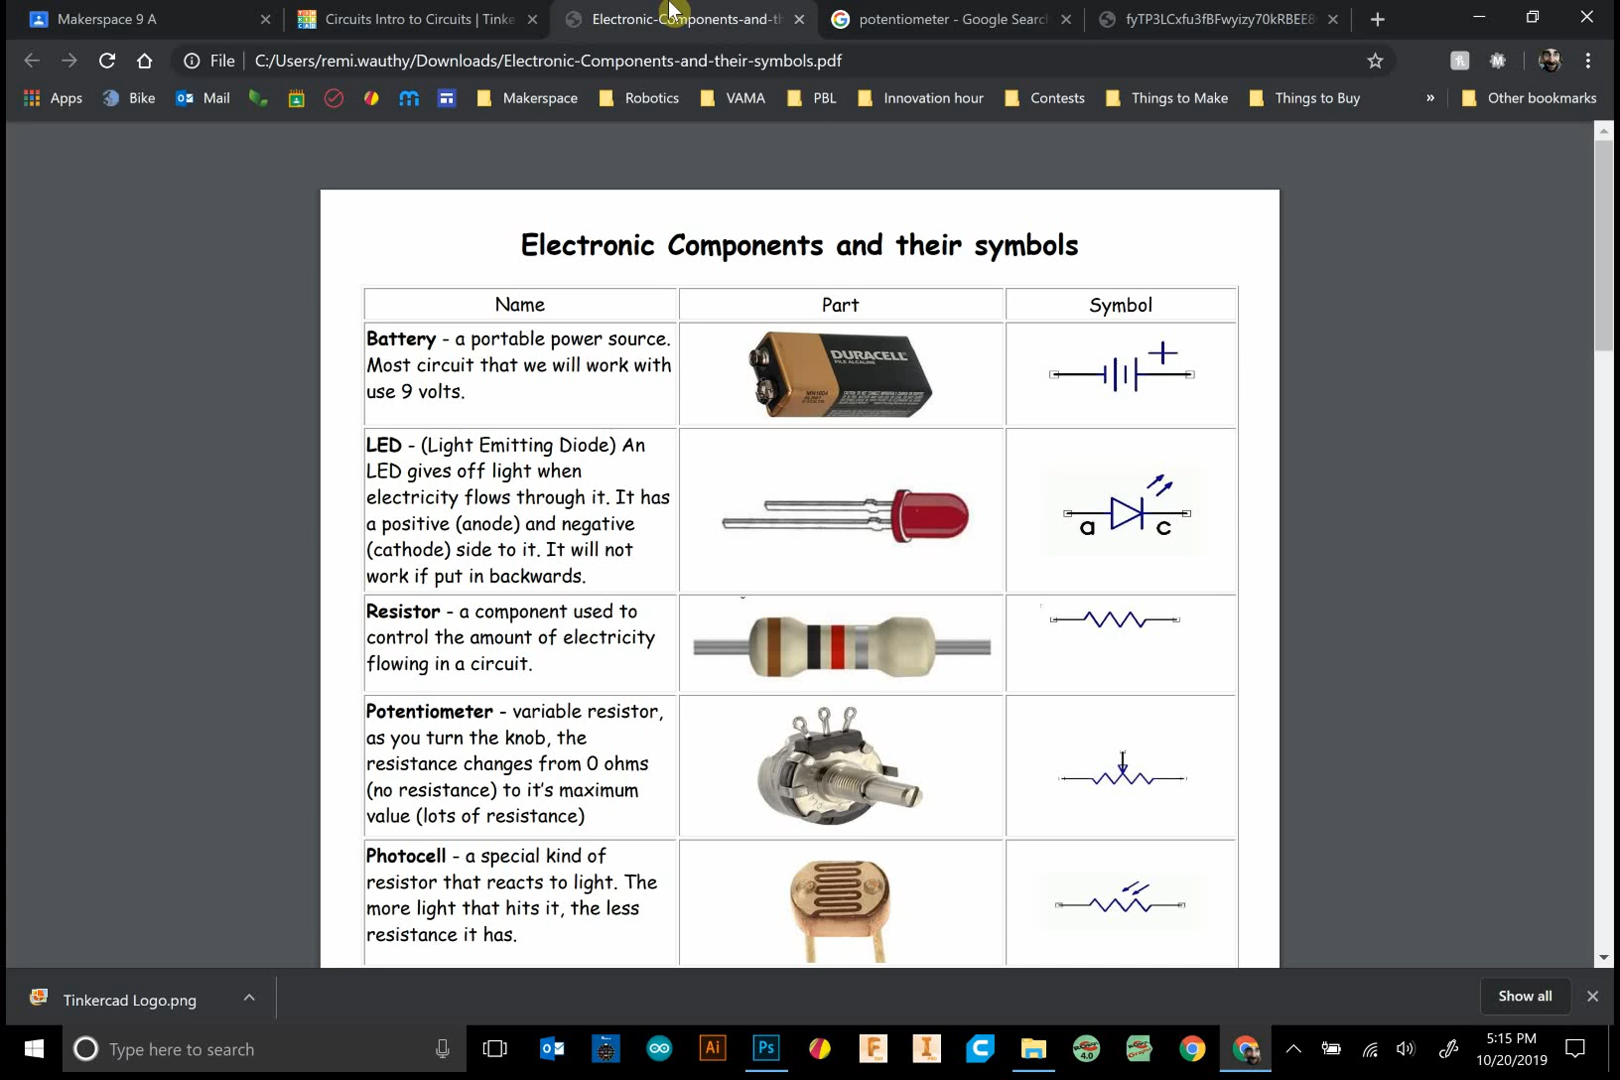 Makerspace 9 A
Circuits Intro to Circuits | Tinke
Electronic-Components-and-th
potentiometer - Google Search
fyTP3LCxfu3fBFwyizy70kRBEE8
File
C:/Users/remi.wauthy/Downloads/Electronic-Components-and-their-symbols.pdf
Apps
Bike
Mail
Makerspace
Robotics
VAMA
PBL
Innovation hour
Contests
Things to Make
Things to Buy
»
Other bookmarks
Electronic Components and their symbols
Name
Part
Symbol
Battery - a portable power source.
Most circuit that we will work with
use 9 volts.
DURACELL
LED - (Light Emitting Diode) An
LED gives off light when
electricity flows through it. It has
a positive (anode) and negative
(cathode) side to it. It will not
work if put in backwards.
a
c
Resistor - a component used to
control the amount of electricity
flowing in a circuit.
Potentiometer - variable resistor,
as you turn the knob, the
resistance changes from 0 ohms
(no resistance) to it's maximum
value (lots of resistance)
Photocell - a special kind of
resistor that reacts to light. The
more light that hits it, the less
resistance it has.
Tinkercad Logo.png
Show all
Type here to search
Ai
Ps
4.0
5:15 PM
10/20/2019